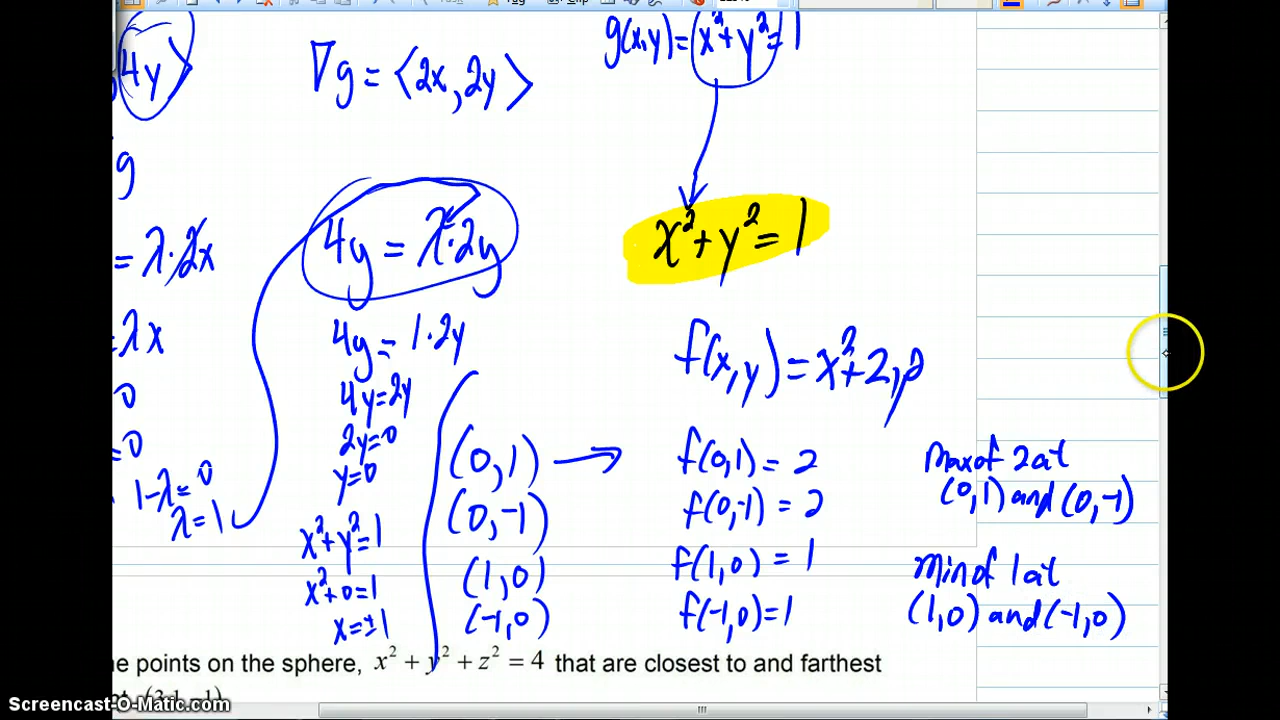 g(x,y) = x²+y² = 1
4y⟩
∇g = ⟨2x, 2y⟩
g
x²+y² = 1
4y = λ·2y
= λ·2x
4y = 1·2y
= λx
f(x,y) = x²+2y²
4y=2y
0
2y=0
=0
y=0
1-λ=0
λ=1
x²+y²=1
x²+0=1
x=±1
(0,1) →
(0,-1)
(1,0)
(-1,0)
f(0,1) = 2
f(0,-1) = 2
f(1,0) = 1
f(-1,0)=1
Max of 2 at
(0,1) and (0,-1)
Min of 1 at
(1,0) and (-1,0)
e points on the sphere, x² + y² + z² = 4 that are closest to and farthest
Screencast-O-Matic.com